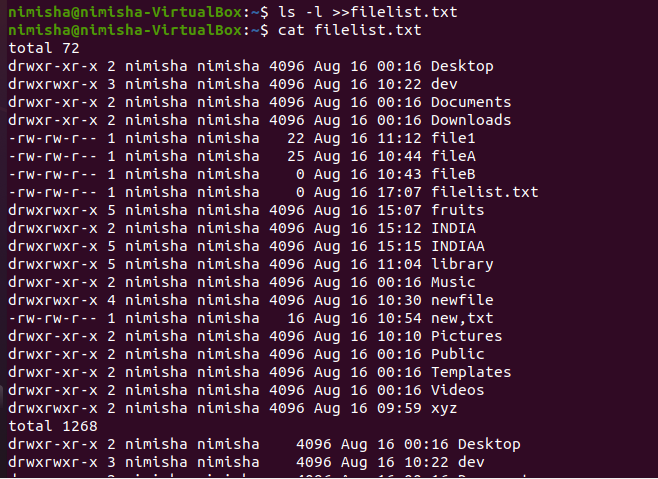 nimisha@nimisha-VirtualBox:~$ ls -l >>filelist.txt
nimisha@nimisha-VirtualBox:~$ cat filelist.txt
total 72
drwxr-xr-x 2 nimisha nimisha 4096 Aug 16 00:16 Desktop
drwxrwxr-x 3 nimisha nimisha 4096 Aug 16 10:22 dev
drwxr-xr-x 2 nimisha nimisha 4096 Aug 16 00:16 Documents
drwxr-xr-x 2 nimisha nimisha 4096 Aug 16 00:16 Downloads
-rw-rw-r-- 1 nimisha nimisha   22 Aug 16 11:12 file1
-rw-rw-r-- 1 nimisha nimisha   25 Aug 16 10:44 fileA
-rw-rw-r-- 1 nimisha nimisha    0 Aug 16 10:43 fileB
-rw-rw-r-- 1 nimisha nimisha    0 Aug 16 17:07 filelist.txt
drwxrwxr-x 5 nimisha nimisha 4096 Aug 16 15:07 fruits
drwxrwxr-x 2 nimisha nimisha 4096 Aug 16 15:12 INDIA
drwxrwxr-x 5 nimisha nimisha 4096 Aug 16 15:15 INDIAA
drwxrwxr-x 5 nimisha nimisha 4096 Aug 16 11:04 library
drwxr-xr-x 2 nimisha nimisha 4096 Aug 16 00:16 Music
drwxrwxr-x 4 nimisha nimisha 4096 Aug 16 10:30 newfile
-rw-rw-r-- 1 nimisha nimisha   16 Aug 16 10:54 new,txt
drwxr-xr-x 2 nimisha nimisha 4096 Aug 16 10:10 Pictures
drwxr-xr-x 2 nimisha nimisha 4096 Aug 16 00:16 Public
drwxr-xr-x 2 nimisha nimisha 4096 Aug 16 00:16 Templates
drwxr-xr-x 2 nimisha nimisha 4096 Aug 16 00:16 Videos
drwxrwxr-x 2 nimisha nimisha 4096 Aug 16 09:59 xyz
total 1268
drwxr-xr-x 2 nimisha nimisha    4096 Aug 16 00:16 Desktop
drwxrwxr-x 3 nimisha nimisha    4096 Aug 16 10:22 dev